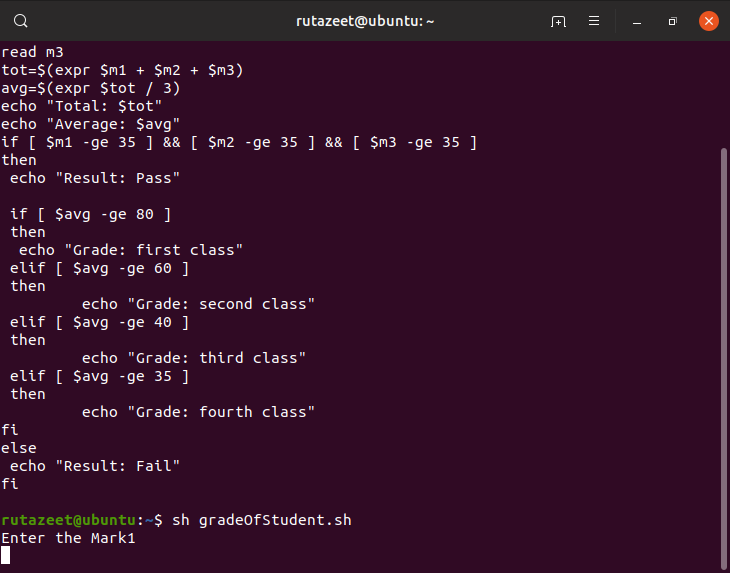 rutazeet@ubuntu: ~
read m3
tot=$(expr $m1 + $m2 + $m3)
avg=$(expr $tot / 3)
echo "Total: $tot"
echo "Average: $avg"
if [ $m1 -ge 35 ] && [ $m2 -ge 35 ] && [ $m3 -ge 35 ]
then
 echo "Result: Pass"

 if [ $avg -ge 80 ]
 then
  echo "Grade: first class"
 elif [ $avg -ge 60 ]
 then
         echo "Grade: second class"
 elif [ $avg -ge 40 ]
 then
         echo "Grade: third class"
 elif [ $avg -ge 35 ]
 then
         echo "Grade: fourth class"
fi
else
 echo "Result: Fail"
fi

rutazeet@ubuntu:~$ sh gradeOfStudent.sh
Enter the Mark1